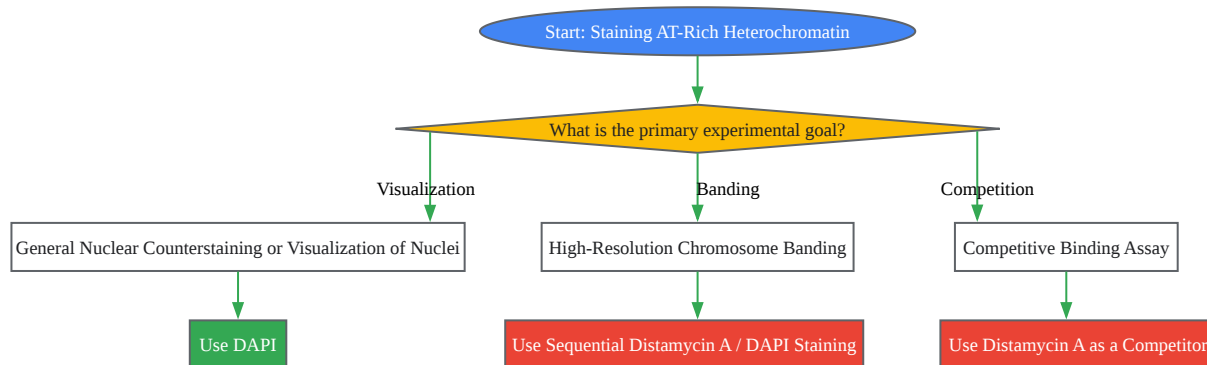 Start: Staining AT-Rich Heterochromatin
What is the primary experimental goal?
Visualization
Banding
Competition
General Nuclear Counterstaining or Visualization of Nuclei
High-Resolution Chromosome Banding
Competitive Binding Assay
Use DAPI
Use Sequential Distamycin A / DAPI Staining
Use Distamycin A as a Competitor